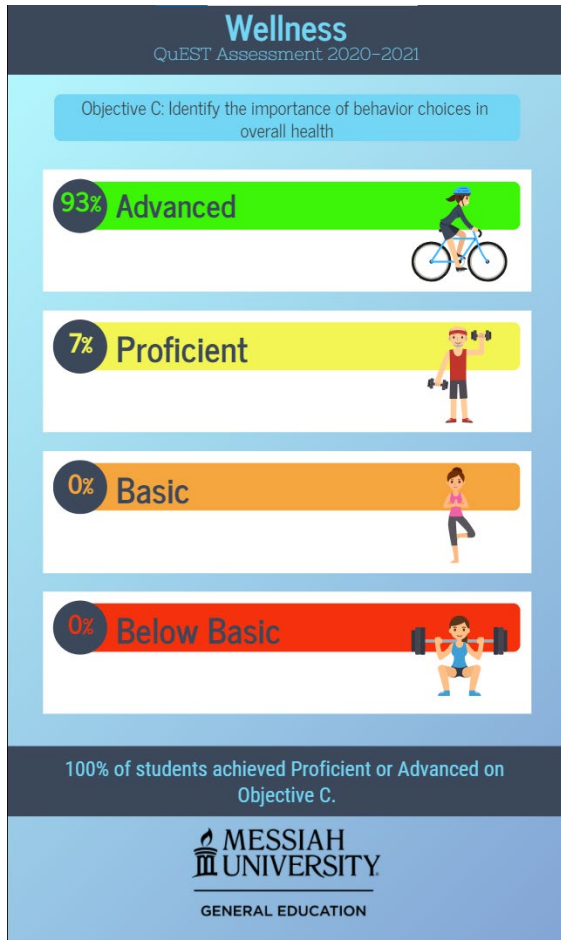 Wellness
QuEST Assessment 2020-2021
Objective C: Identify the importance of behavior choices in
overall health
93% Advanced
7% Proficient
0% Basic
0% Below Basic
100% of students achieved Proficient or Advanced on
Objective C.
MESSIAH
UNIVERSITY.
GENERAL EDUCATION